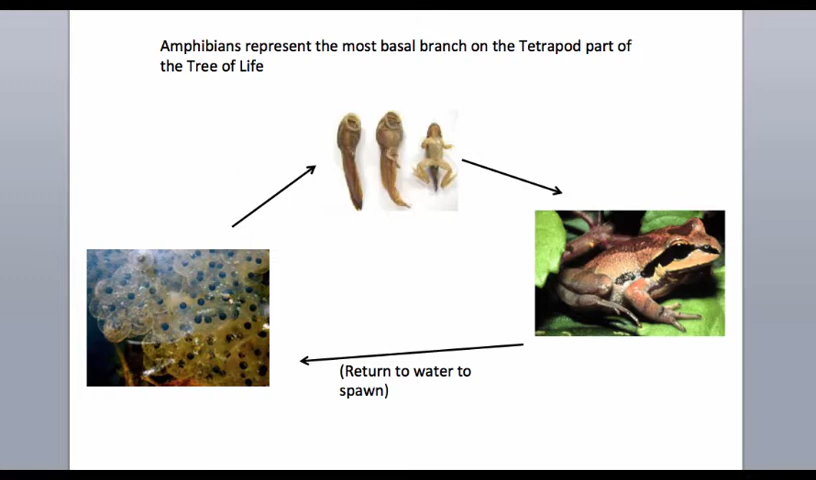 Amphibians represent the most basal branch on the Tetrapod part of
the Tree of Life
(Return to water to
spawn)